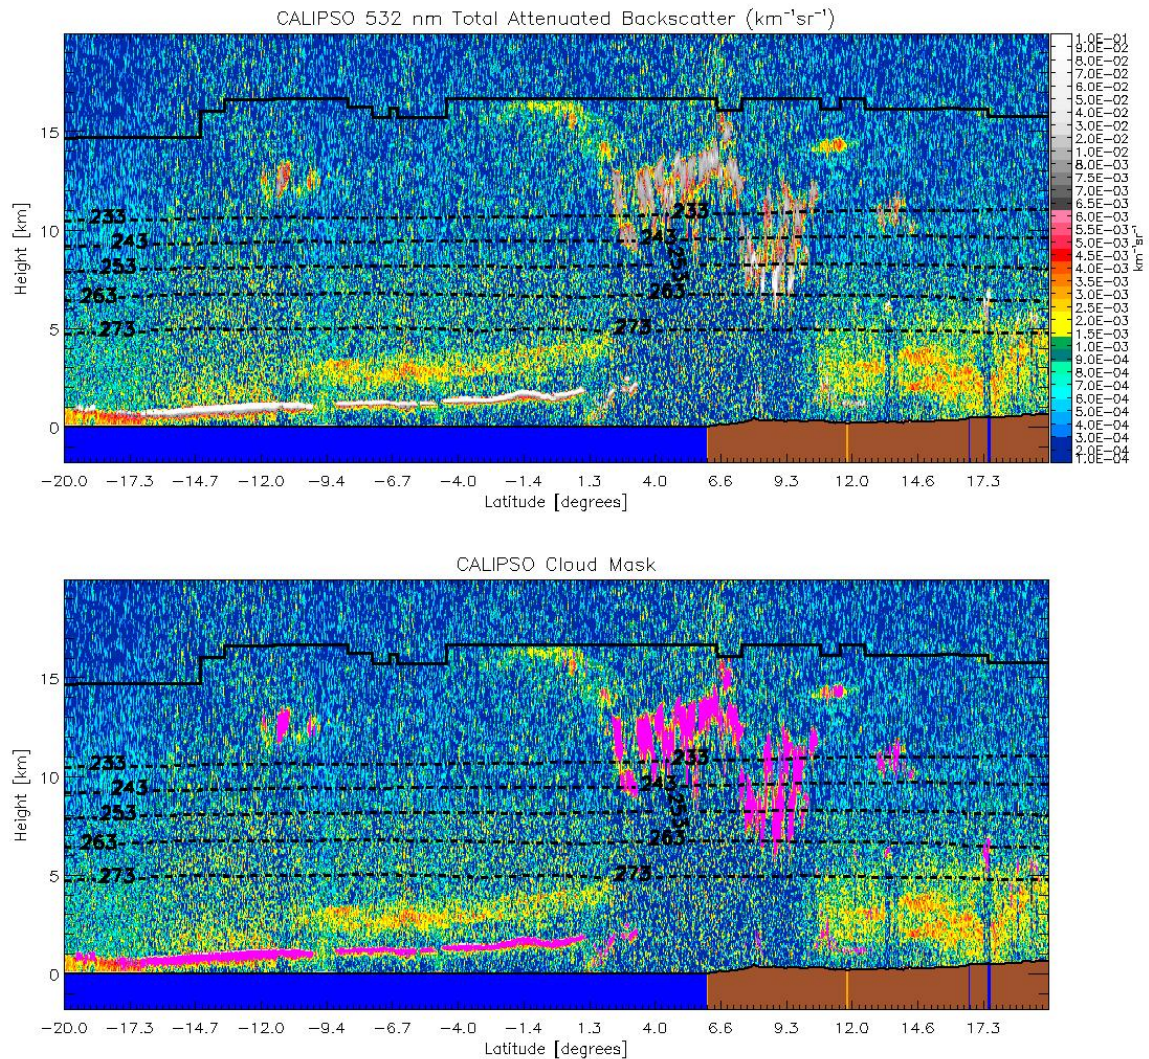 CALIPSO 532 nm Total Attenuated Backscatter (km⁻¹sr⁻¹)
15
10
5
0
Height [km]
233
243
253
263
273
233
243
253
263
273
-20.0 -17.3 -14.7 -12.0 -9.4 -6.7 -4.0 -1.4 1.3 4.0 6.6 9.3 12.0 14.6 17.3
Latitude [degrees]
1.0E-01
9.0E-02
8.0E-02
7.0E-02
6.0E-02
5.0E-02
4.0E-02
3.0E-02
2.0E-02
1.0E-02
8.0E-03
7.5E-03
7.0E-03
6.5E-03
6.0E-03
5.5E-03
5.0E-03
4.5E-03
4.0E-03
3.5E-03
3.0E-03
2.5E-03
2.0E-03
1.5E-03
1.0E-03
9.0E-04
8.0E-04
7.0E-04
6.0E-04
5.0E-04
4.0E-04
3.0E-04
2.0E-04
1.0E-04
km⁻¹sr⁻¹
CALIPSO Cloud Mask
15
10
5
0
Height [km]
233
243
253
263
273
233
243
253
263
273
-20.0 -17.3 -14.7 -12.0 -9.4 -6.7 -4.0 -1.4 1.3 4.0 6.6 9.3 12.0 14.6 17.3
Latitude [degrees]